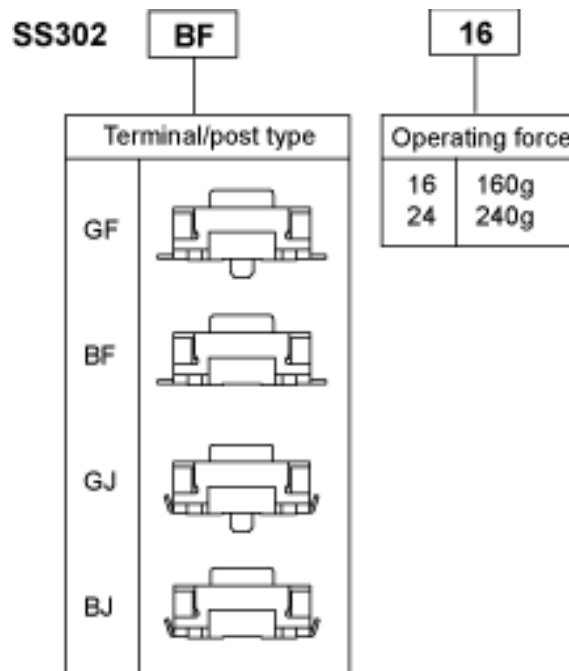 SS302 BF 16
Terminal/post type
GF
BF
GJ
BJ
Operating force
16 160g
24 240g